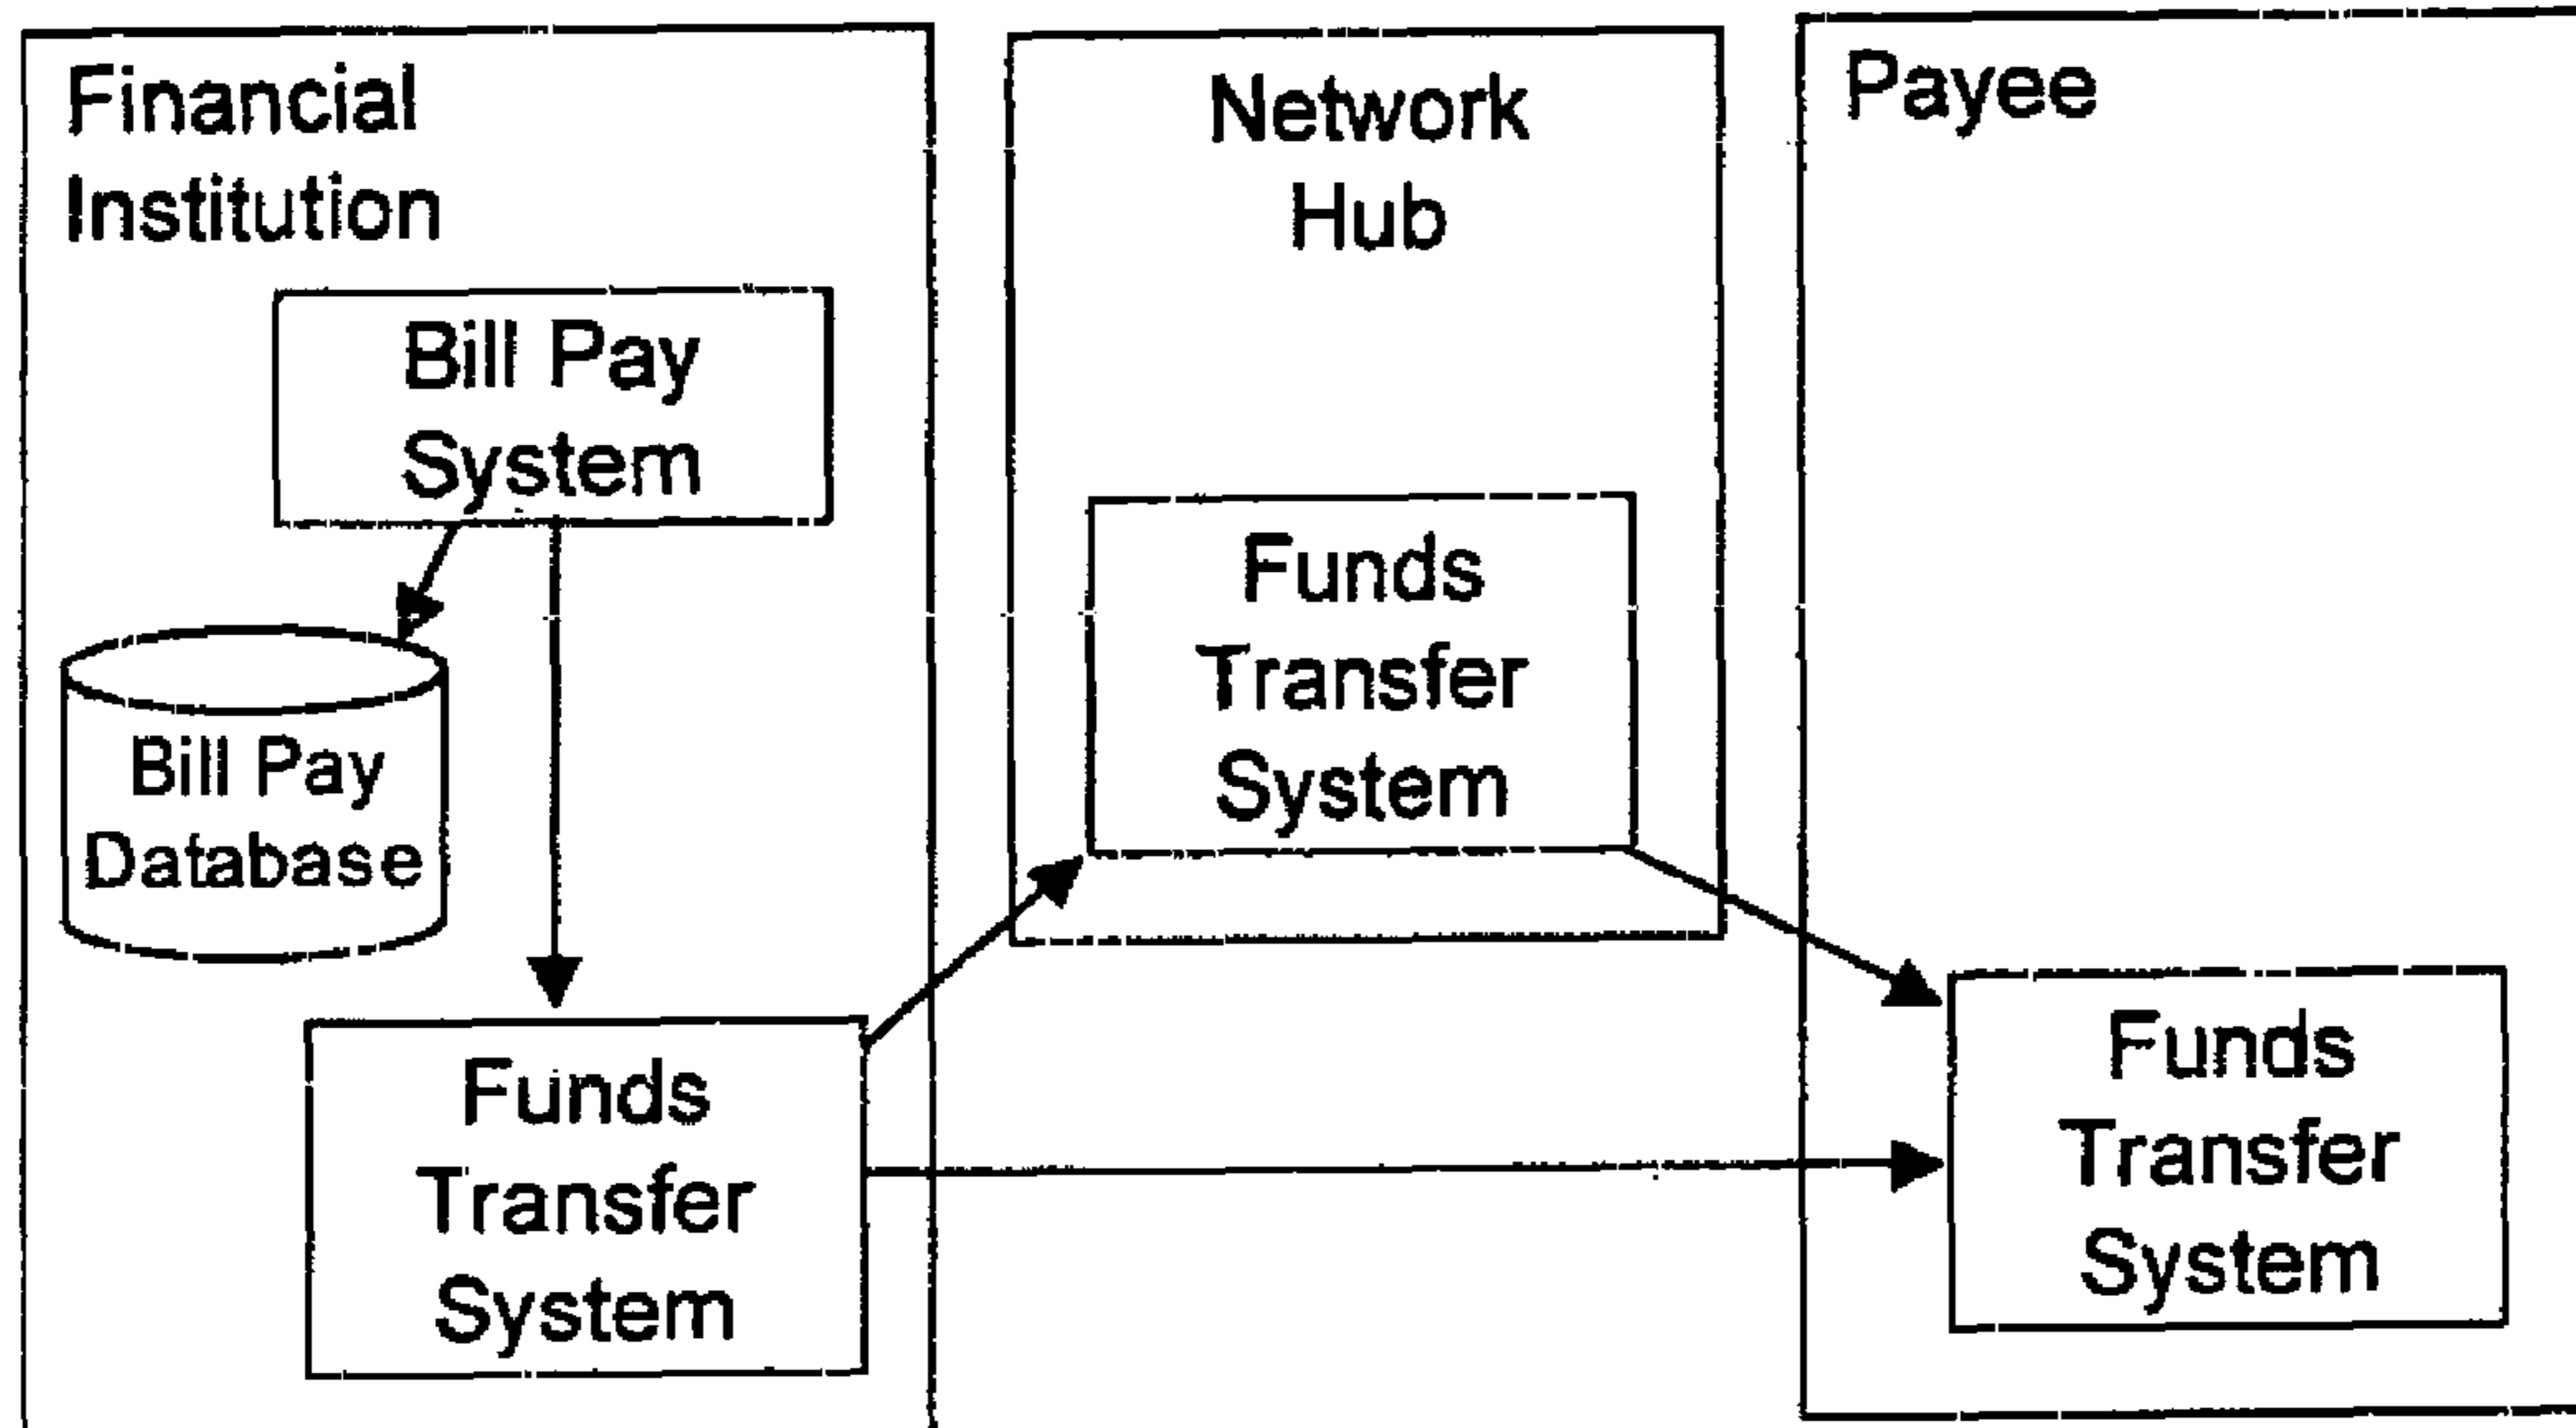 Financial
Institution
Bill Pay
System
Bill Pay
Database
Funds
Transfer
System
Network
Hub
Funds
Transfer
System
Payee
Funds
Transfer
System